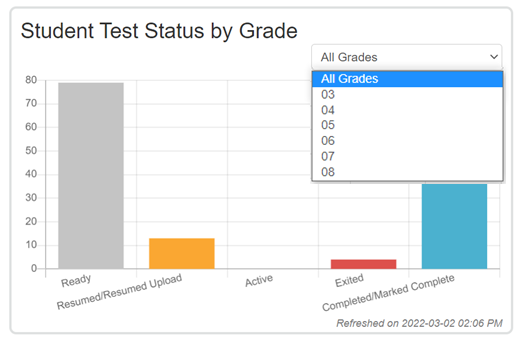 Student Test Status by Grade
All Grades
All Grades
03
04
05
06
07
08
80
70
60
50
40
30
20
10
0
Ready
Resumed/Resumed Upload
Active
Exited
Completed/Marked Complete
Refreshed on 2022-03-02 02:06 PM